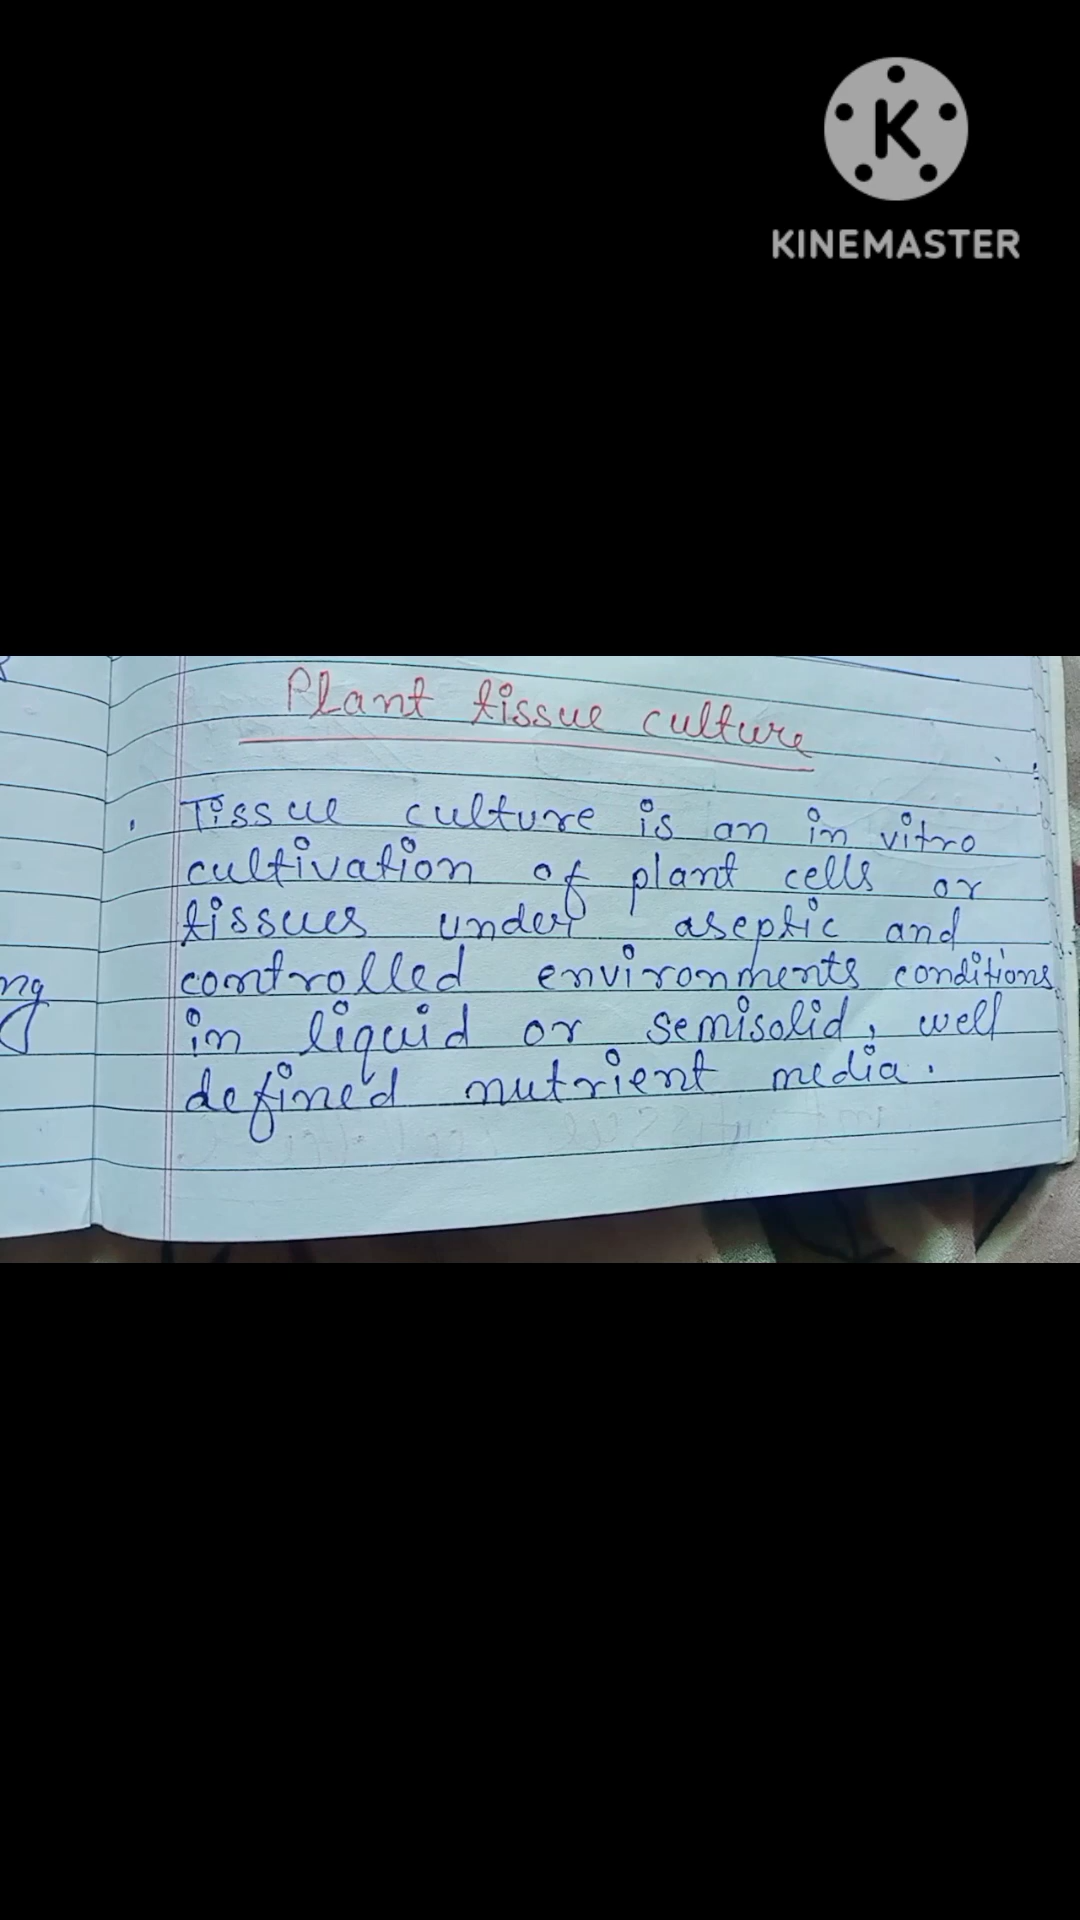 KINEMASTER
Plant tissue culture
Tissue culture is an in vitro
cultivation of plant cells or
tissues under aseptic and
controlled environments conditions
in liquid or semisolid, well
defined nutrient media.
ng